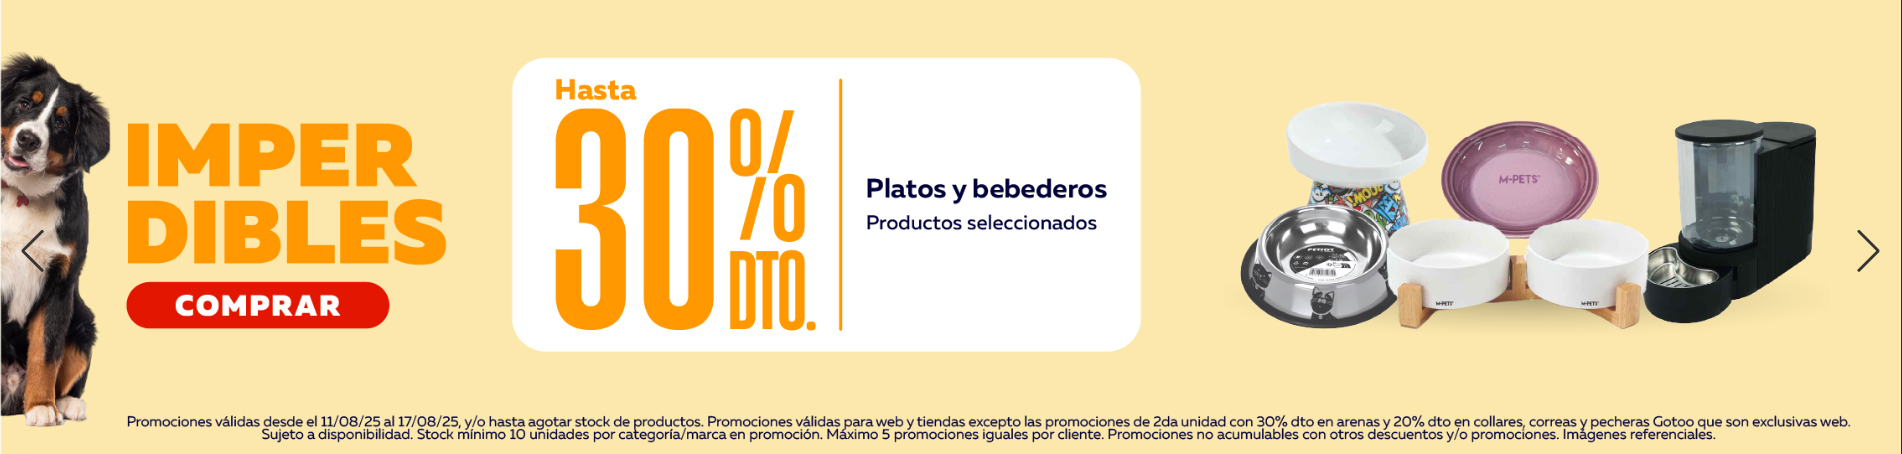 IMPER
DIBLES
COMPRAR
Hasta
30% % DTO.
Platos y bebederos
Productos seleccionados
M-PETS
M-PETS
M-PETS
Promociones válidas desde el 11/08/25 al 17/08/25, y/o hasta agotar stock de productos. Promociones válidas para web y tiendas excepto las promociones de 2da unidad con 30% dto en arenas y 20% dto en collares, correas y pecheras Gotoo que son exclusivas web.
Sujeto a disponibilidad. Stock mínimo 10 unidades por categoría/marca en promoción. Máximo 5 promociones iguales por cliente. Promociones no acumulables con otros descuentos y/o promociones. Imágenes referenciales.